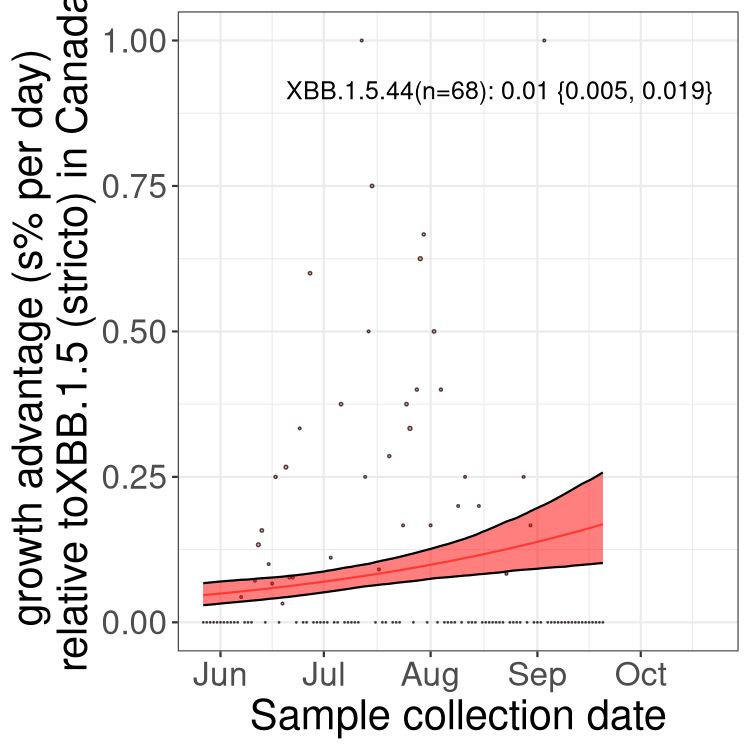 growth advantage (s% per day)
relative toXBB.1.5 (stricto) in Canada
1.00
0.75
0.50
0.25
0.00
XBB.1.5.44(n=68): 0.01 {0.005, 0.019}
Jun Jul Aug Sep Oct
Sample collection date